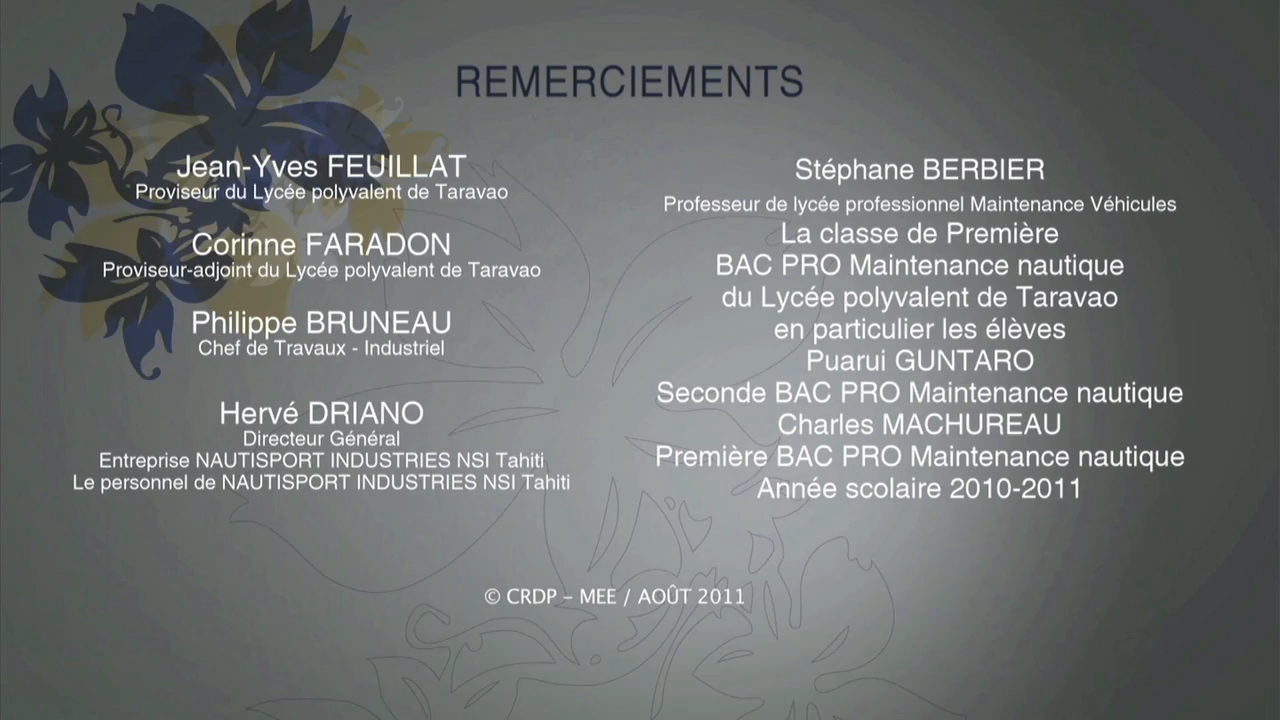 REMERCIEMENTS
Jean-Yves FEUILLAT
Proviseur du Lycée polyvalent de Taravao
Corinne FARADON
Proviseur-adjoint du Lycée polyvalent de Taravao
Philippe BRUNEAU
Chef de Travaux - Industriel
Hervé DRIANO
Directeur Général
Entreprise NAUTISPORT INDUSTRIES NSI Tahiti
Le personnel de NAUTISPORT INDUSTRIES NSI Tahiti
Stéphane BERBIER
Professeur de lycée professionnel Maintenance Véhicules
La classe de Première
BAC PRO Maintenance nautique
du Lycée polyvalent de Taravao
en particulier les élèves
Puarui GUNTARO
Seconde BAC PRO Maintenance nautique
Charles MACHUREAU
Première BAC PRO Maintenance nautique
Année scolaire 2010-2011
© CRDP – MEE / AOÛT 2011